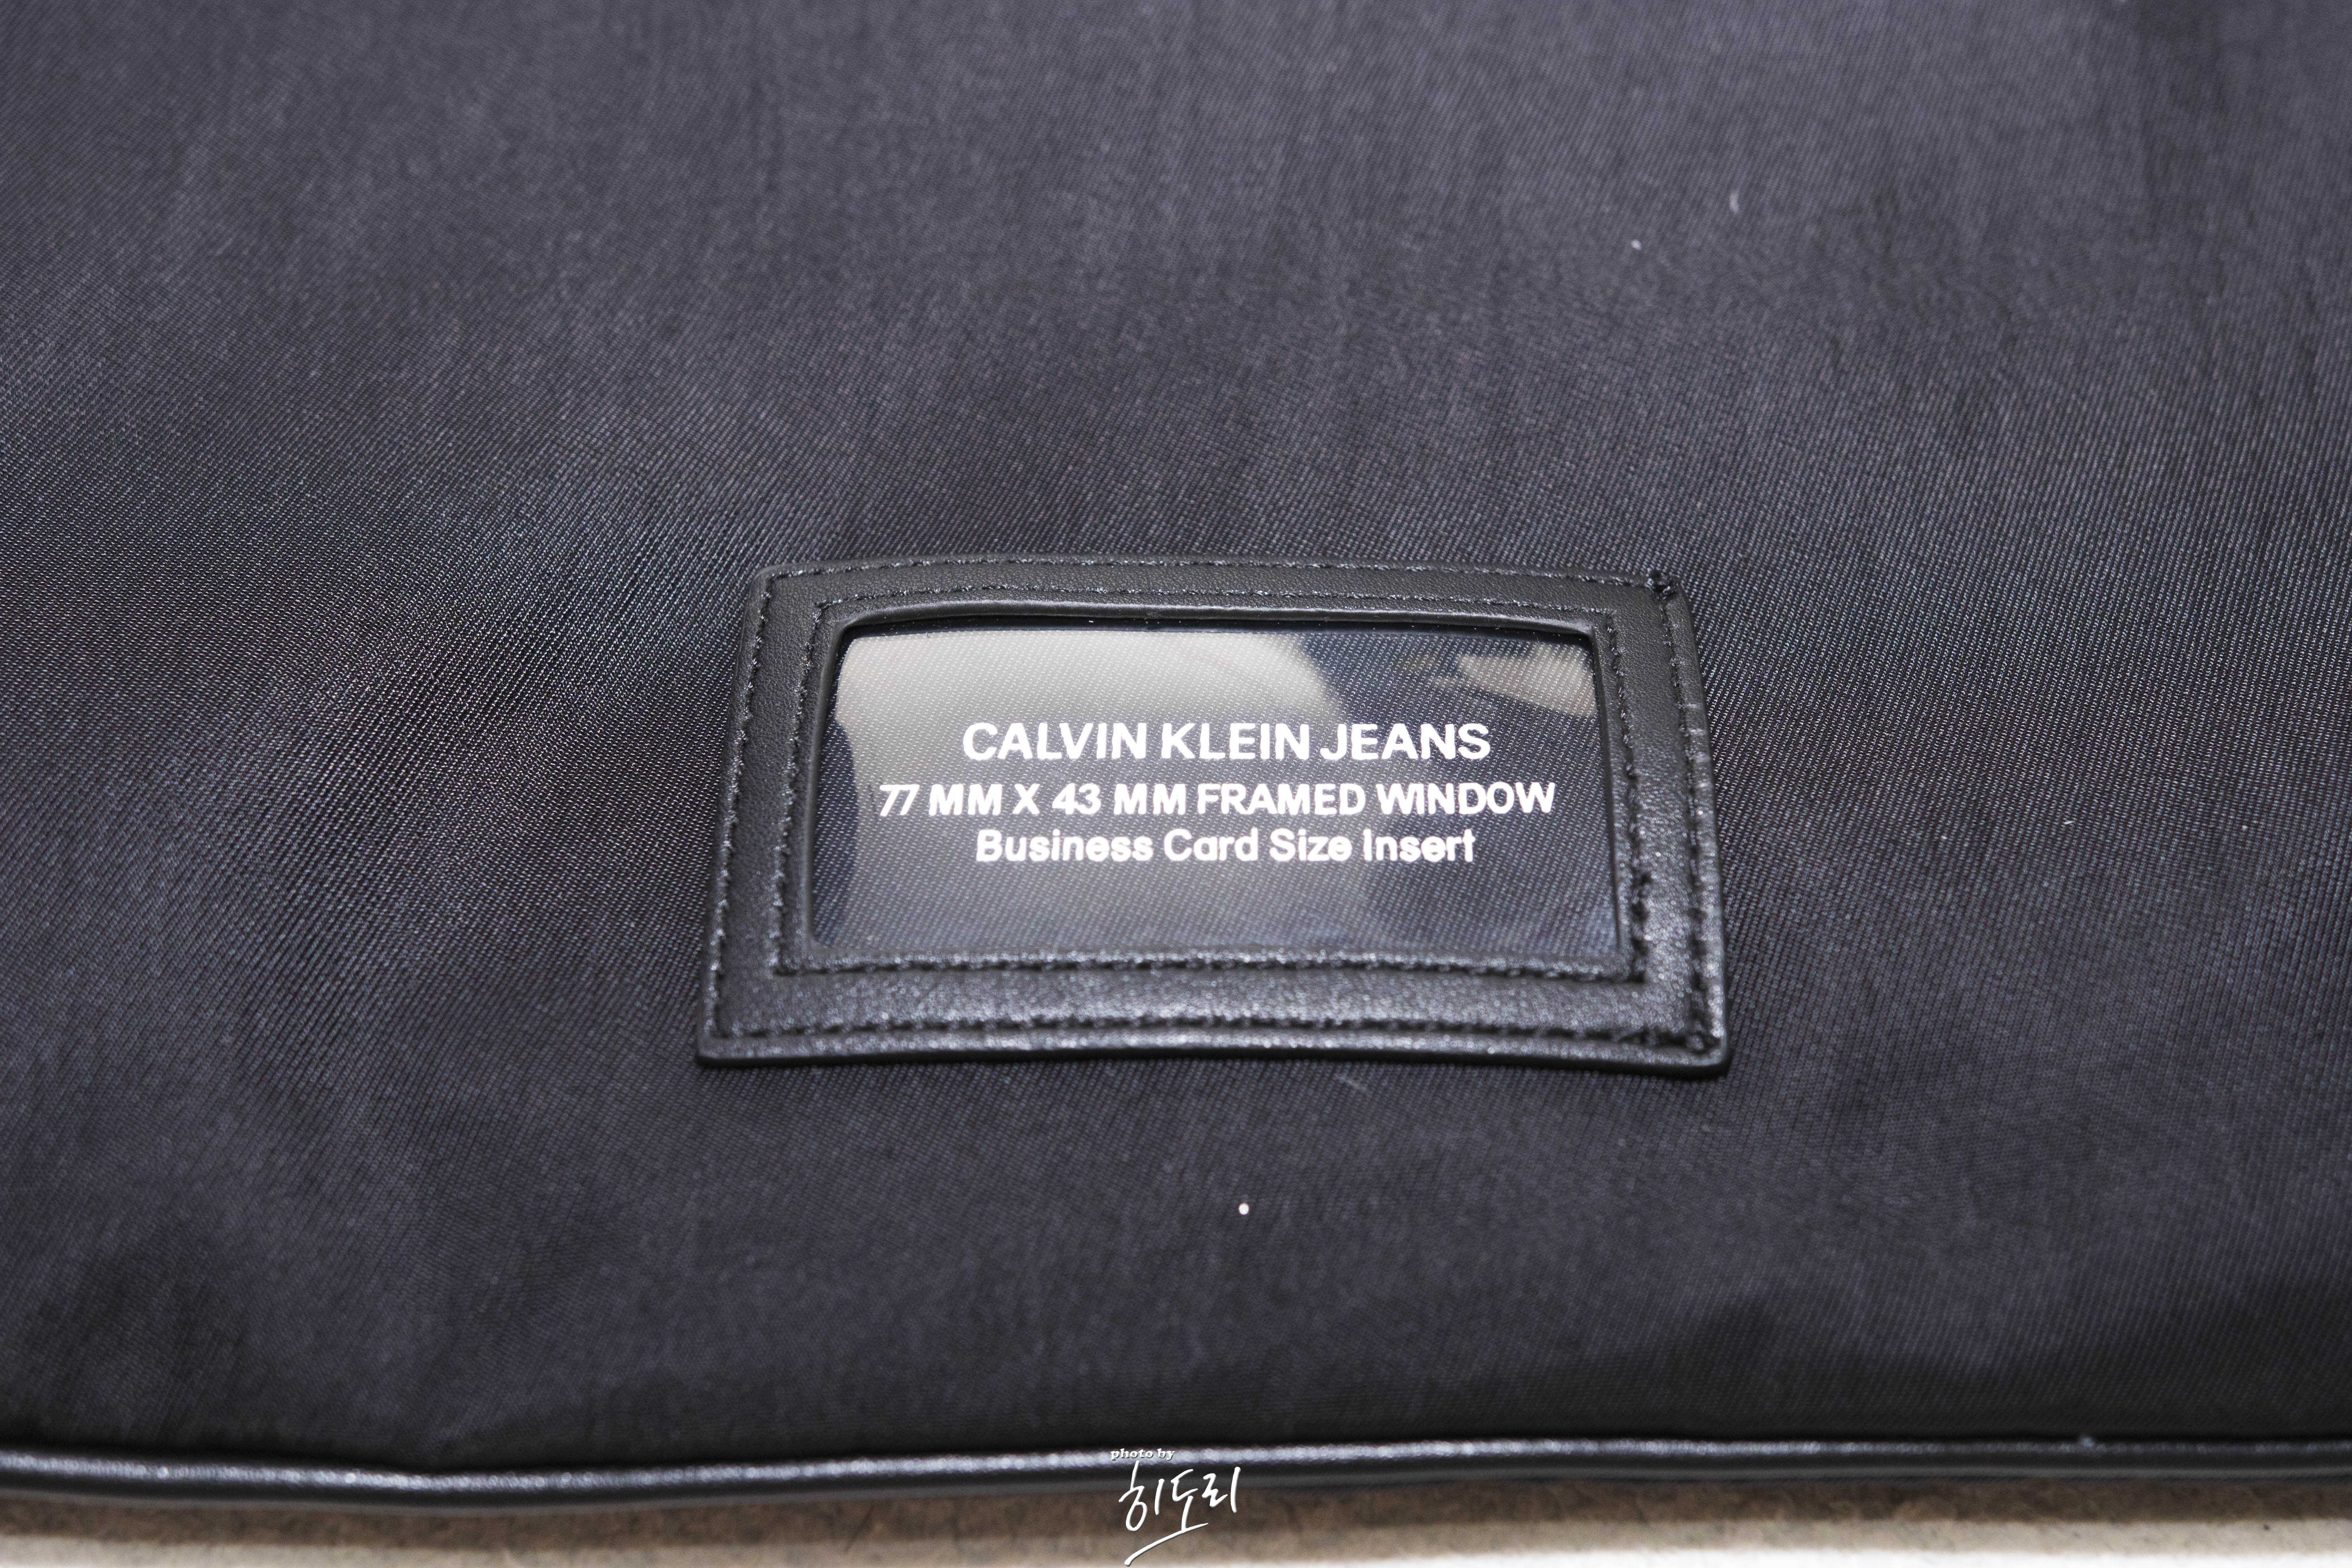 CALVIN KLEIN JEANS
77 MM X 43 MM FRAMED WINDOW
Business Card Size Insert
photo by
히도리